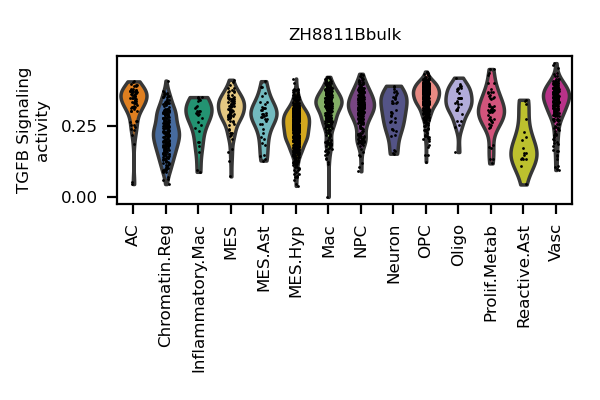 ZH8811Bbulk
TGFB Signaling
activity
0.25
0.00
AC
Chromatin.Reg
Inflammatory.Mac
MES
MES.Ast
MES.Hyp
Mac
NPC
Neuron
OPC
Oligo
Prolif.Metab
Reactive.Ast
Vasc